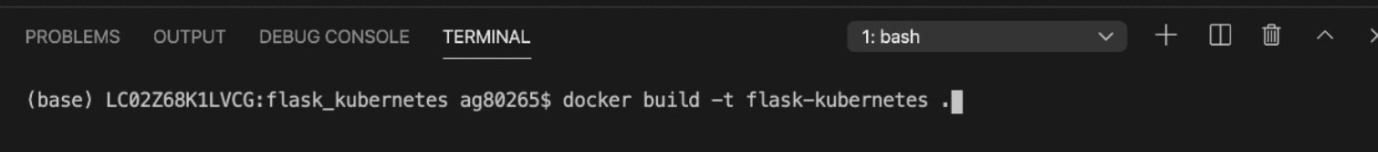 PROBLEMS OUTPUT DEBUG CONSOLE TERMINAL 1: bash
(base) LC02Z68K1LVCG:flask_kubernetes ag80265$ docker build -t flask-kubernetes .